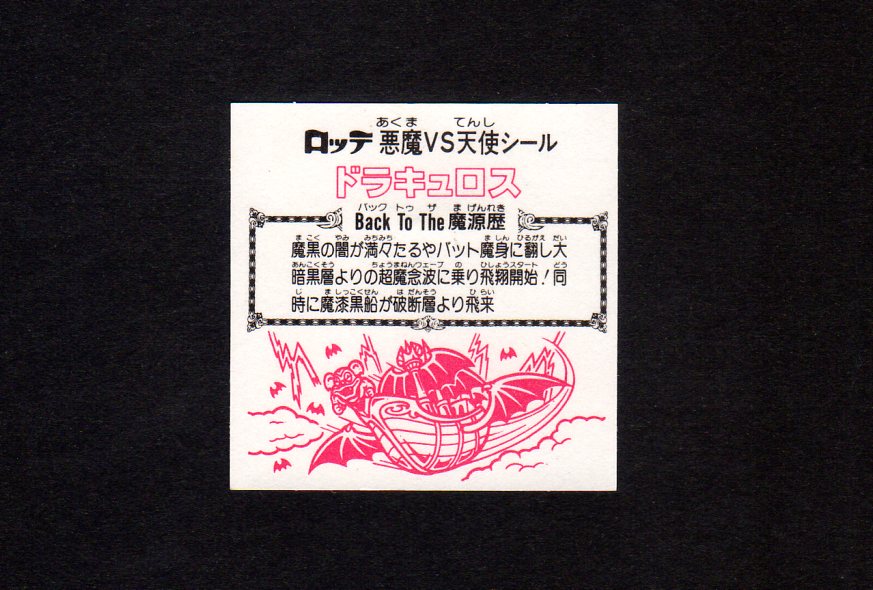 あくま てんし
ロッテ 悪魔VS天使シール
ドラキュロス
バック トゥ ザ まげんれき
Back To The 魔源歴
まこく やみ みちみち ましん ひるがえ だい
魔黒の闇が満々たるやバット魔身に翻し大
あんこくそう ちょうまねんウェーブ の ひしょうスタート どう
暗黒層よりの超魔念波に乗り飛翔開始！同
じ ましっこくせん はだんそう ひらい
時に魔漆黒船が破断層より飛来